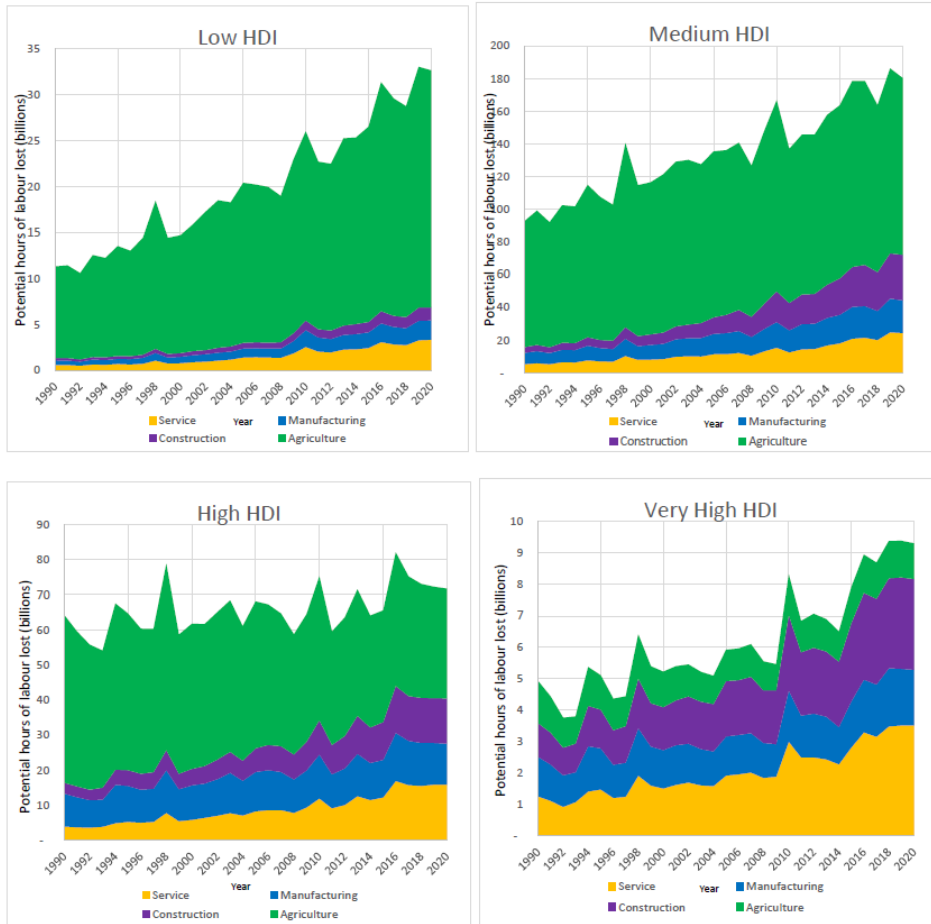 Low HDI
Potential hours of labour lost (billions)
35
30
25
20
15
10
5
0
1990 1992 1994 1996 1998 2000 2002 2004 2006 2008 2010 2012 2014 2016 2018 2020
Service Year Manufacturing
Construction Agriculture
Medium HDI
Potential hours of labour lost (billions)
200
180
160
140
120
100
80
60
40
20
-
1990 1992 1994 1996 1998 2000 2002 2004 2006 2008 2010 2012 2014 2016 2018 2020
Service Year Manufacturing
Construction Agriculture
High HDI
Potential hours of labour lost (billions)
90
80
70
60
50
40
30
20
10
-
1990 1992 1994 1996 1998 2000 2002 2004 2006 2008 2010 2012 2014 2016 2018 2020
Year
Service Manufacturing
Construction Agriculture
Very High HDI
Potential hours of labour lost (billions)
10
9
8
7
6
5
4
3
2
1
-
1990 1992 1994 1996 1998 2000 2002 2004 2006 2008 2010 2012 2014 2016 2018 2020
Service Year Manufacturing
Construction Agriculture